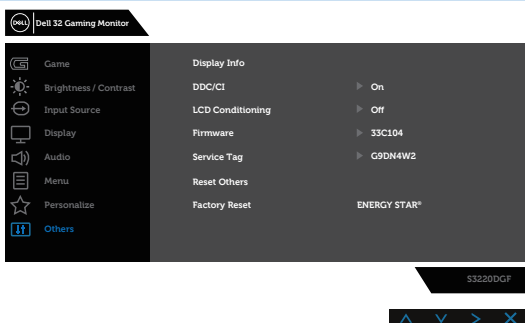 DELL Dell 32 Gaming Monitor
Game
Display Info
Brightness / Contrast
DDC/CI
On
Input Source
LCD Conditioning
Off
Display
Firmware
33C104
Audio
Service Tag
G9DN4W2
Menu
Reset Others
Personalize
Factory Reset
ENERGY STAR®
Others
S3220DGF